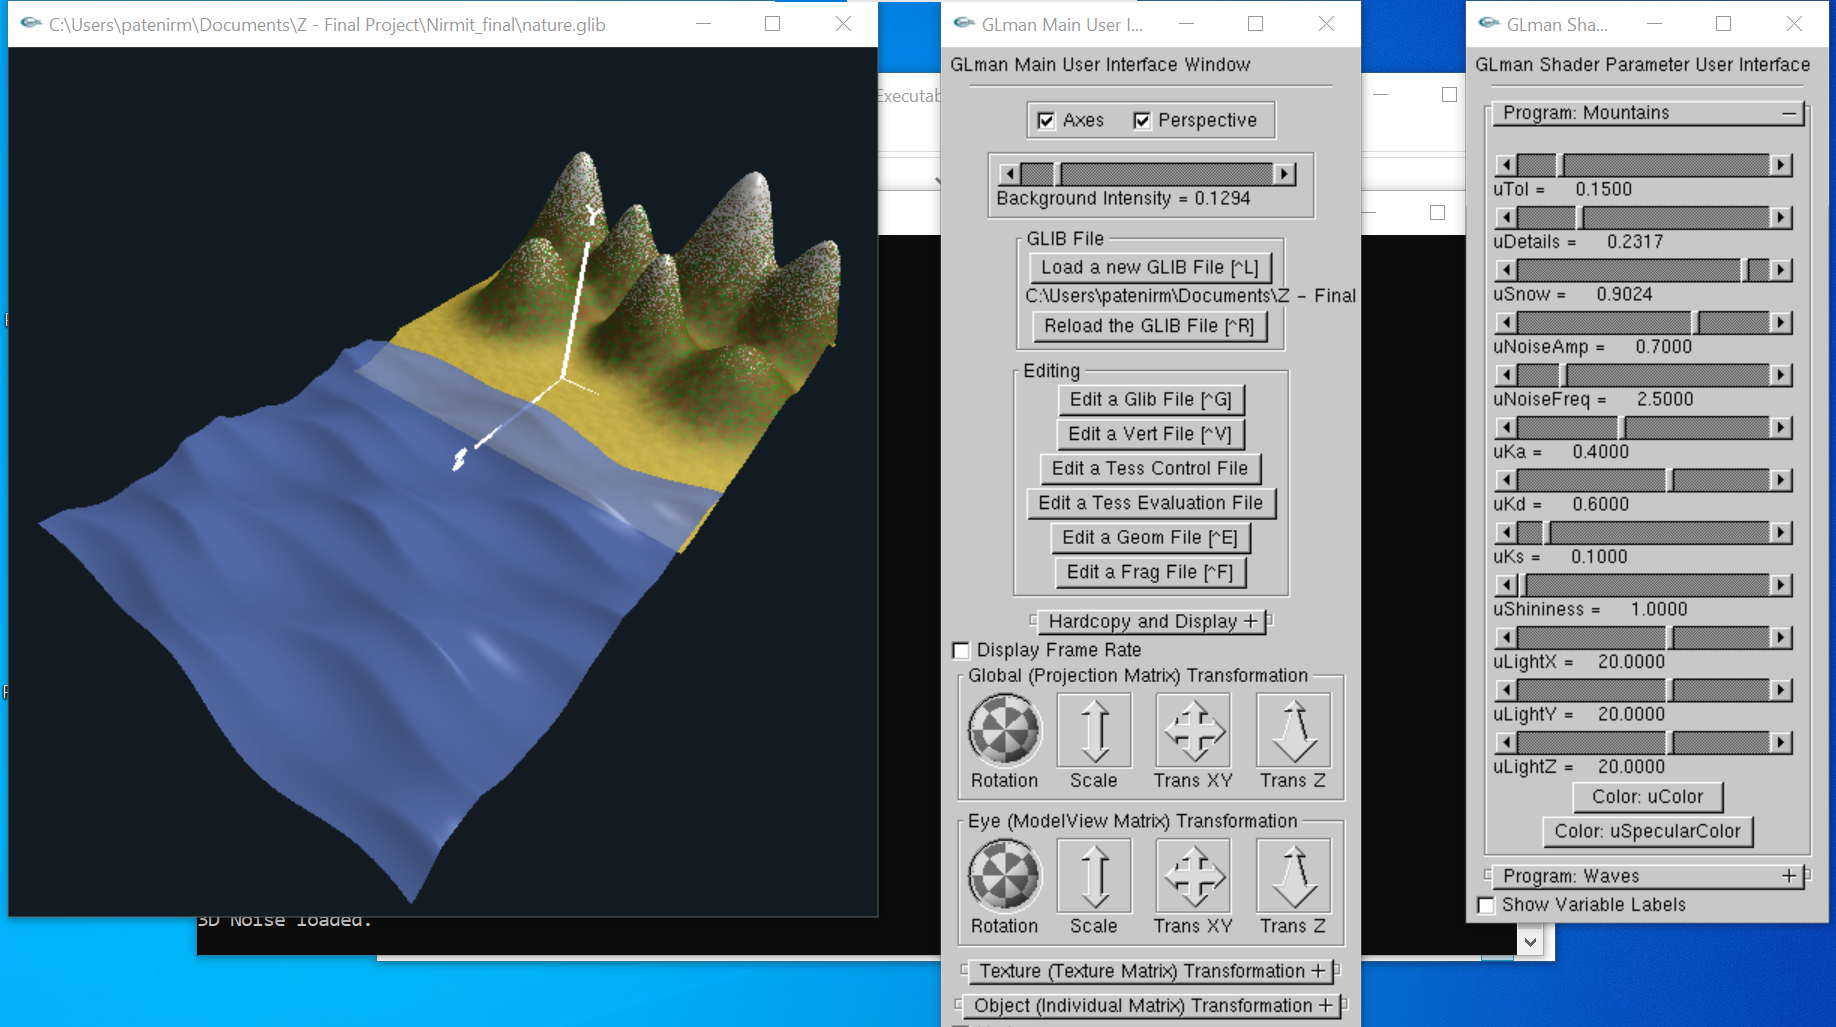 C:\Users\patenirm\Documents\Z - Final Project\Nirmit_final\nature.glib
Y
3D Noise loaded.
Executab
GLman Main User I...
GLman Main User Interface Window
Axes
Perspective
Background Intensity = 0.1294
GLIB File
Load a new GLIB File [^L]
C:\Users\patenirm\Documents\Z - Final
Reload the GLIB File [^R]
Editing
Edit a Glib File [^G]
Edit a Vert File [^V]
Edit a Tess Control File
Edit a Tess Evaluation File
Edit a Geom File [^E]
Edit a Frag File [^F]
Hardcopy and Display +
Display Frame Rate
Global (Projection Matrix) Transformation
Rotation Scale Trans XY Trans Z
Eye (ModelView Matrix) Transformation
Rotation Scale Trans XY Trans Z
Texture (Texture Matrix) Transformation +
Object (Individual Matrix) Transformation +
GLman Sha...
GLman Shader Parameter User Interface
Program: Mountains −
uTol = 0.1500
uDetails = 0.2317
uSnow = 0.9024
uNoiseAmp = 0.7000
uNoiseFreq = 2.5000
uKa = 0.4000
uKd = 0.6000
uKs = 0.1000
uShininess = 1.0000
uLightX = 20.0000
uLightY = 20.0000
uLightZ = 20.0000
Color: uColor
Color: uSpecularColor
Program: Waves +
Show Variable Labels